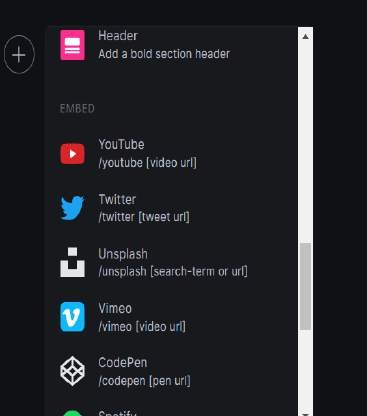 Header
Add a bold section header
EMBED
YouTube
/youtube [video url]
Twitter
/twitter [tweet url]
Unsplash
/unsplash [search-term or url]
Vimeo
/vimeo [video url]
CodePen
/codepen [pen url]
Spotify